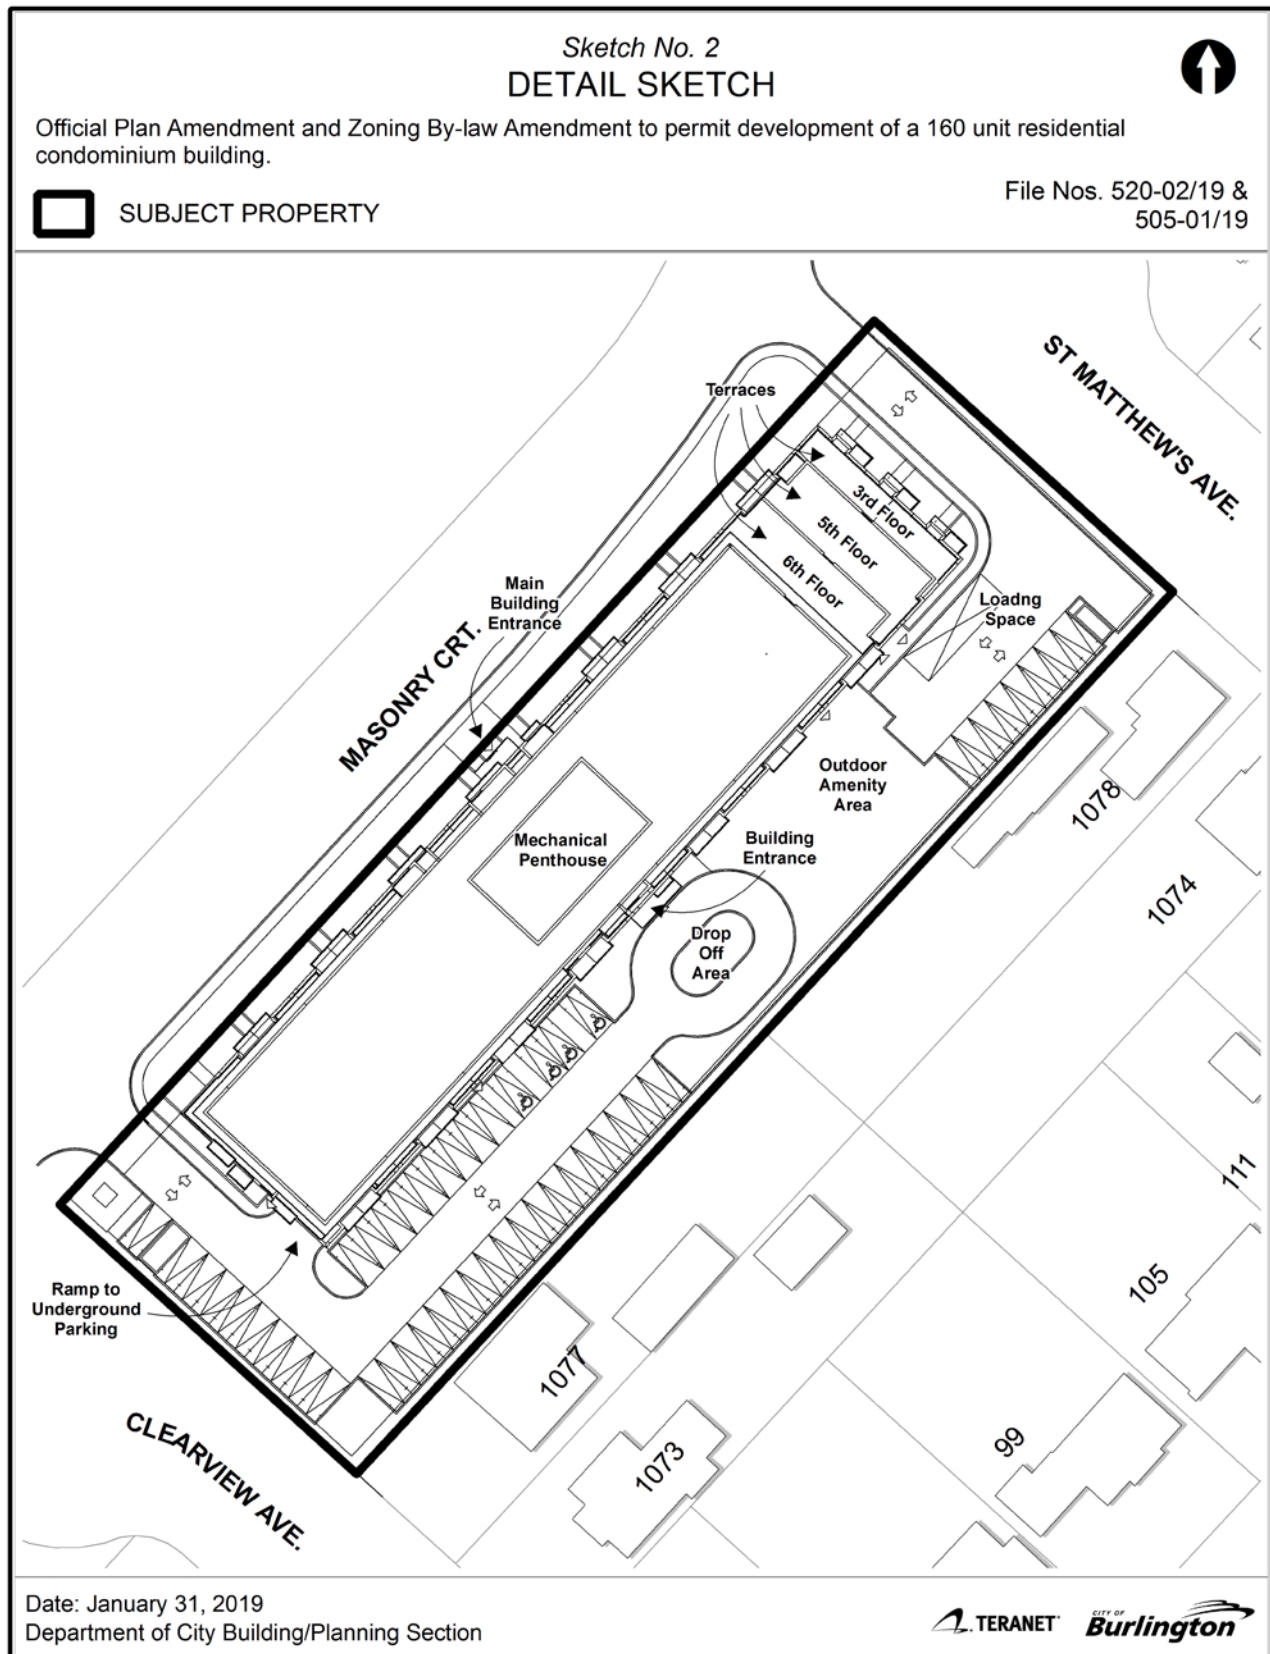 Sketch No. 2
DETAIL SKETCH
Official Plan Amendment and Zoning By-law Amendment to permit development of a 160 unit residential
condominium building.
SUBJECT PROPERTY
File Nos. 520-02/19 &
505-01/19
ST MATTHEW'S AVE.
Terraces
3rd Floor
5th Floor
6th Floor
Main
Building
Entrance
Loadng
Space
MASONRY CRT.
Outdoor
Amenity
Area
1078
Mechanical
Penthouse
Building
Entrance
1074
Drop
Off
Area
111
105
Ramp to
Underground
Parking
1077
CLEARVIEW AVE.
1073
99
Date: January 31, 2019
Department of City Building/Planning Section
TERANET
CITY OF
Burlington